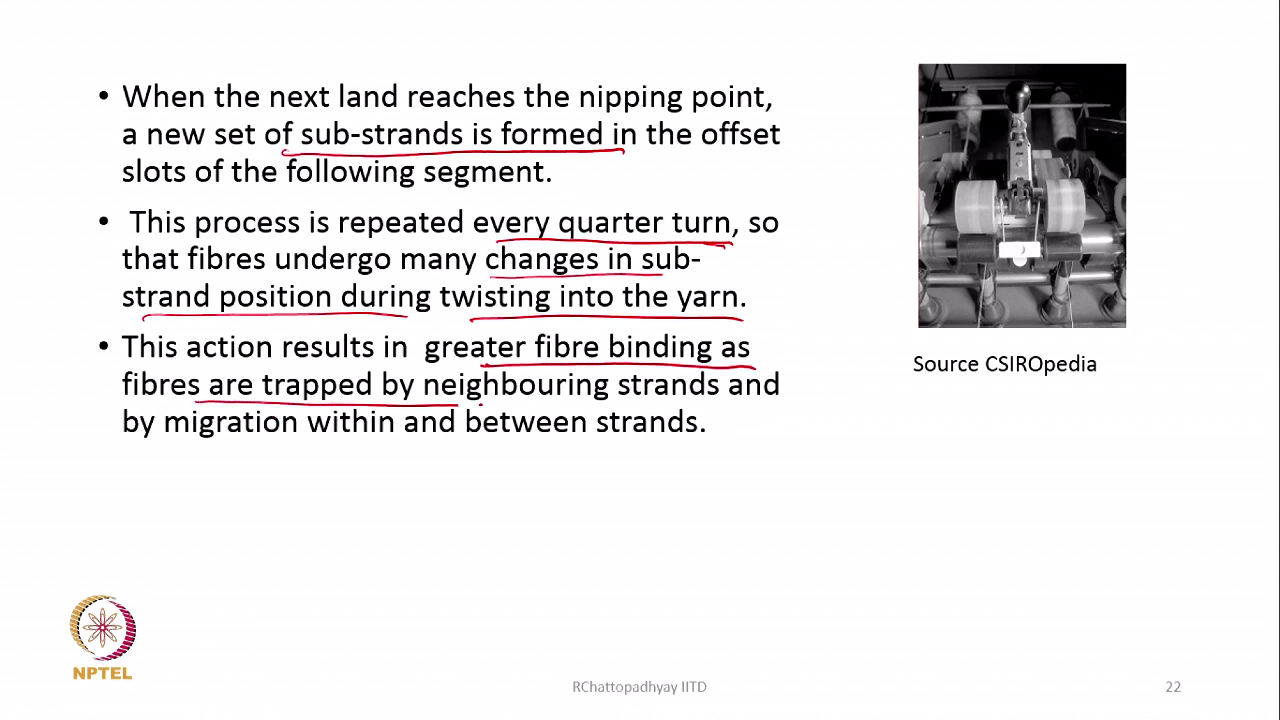 • When the next land reaches the nipping point,
a new set of sub-strands is formed in the offset
slots of the following segment.
• This process is repeated every quarter turn, so
that fibres undergo many changes in sub-
strand position during twisting into the yarn.
• This action results in greater fibre binding as
fibres are trapped by neighbouring strands and
by migration within and between strands.
Source CSIROpedia
NPTEL
RChattopadhyay IITD
22